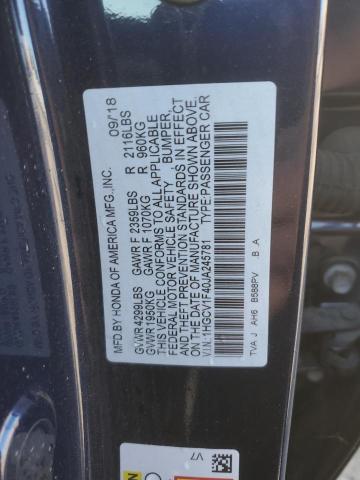 MFD BY HONDA OF AMERICA MFG.,INC. 09/'18
GVWR 4299LBS GAWR F 2359LBS R 2116LBS
GVWR 1950KG GAWR F 1070KG R 960KG
THIS VEHICLE CONFORMS TO ALL APPLICABLE
FEDERAL MOTOR VEHICLE SAFETY BUMPER,
AND THEFT PREVENTION STANDARDS IN EFFECT
ON THE DATE OF MANUFACTURE SHOWN ABOVE.
V.I.N.:1HGCV1F40JA245781 TYPE:PASSENGER CAR
TVA J AH6 B588PV B A
V7